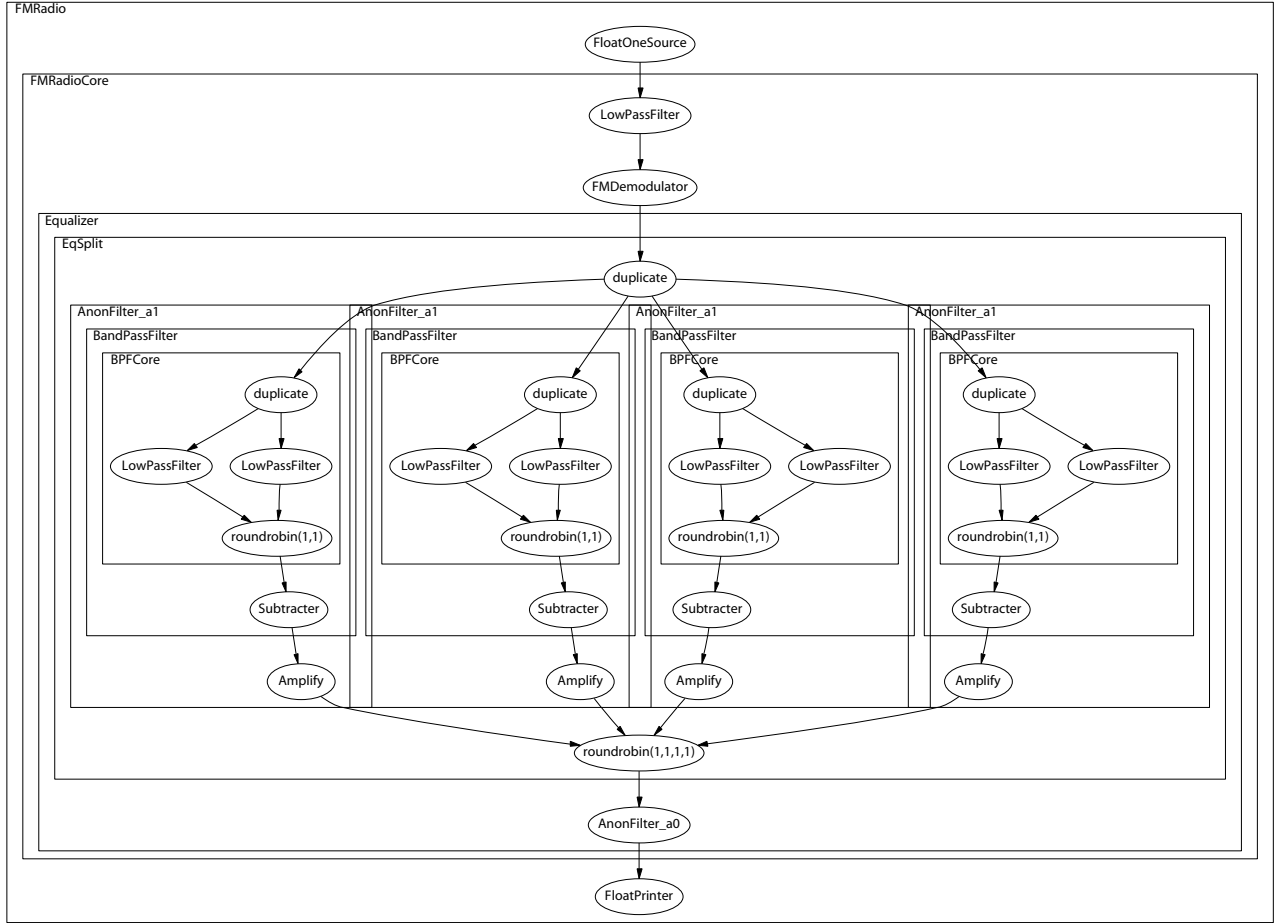 FMRadio
FloatOneSource
FMRadioCore
LowPassFilter
FMDemodulator
Equalizer
EqSplit
duplicate
AnonFilter_a1 AnonFilter_a1 AnonFilter_a1 AnonFilter_a1
BandPassFilter BandPassFilter BandPassFilter BandPassFilter
BPFCore BPFCore BPFCore BPFCore
duplicate duplicate duplicate duplicate
LowPassFilter LowPassFilter LowPassFilter LowPassFilter LowPassFilter LowPassFilter LowPassFilter LowPassFilter
roundrobin(1,1) roundrobin(1,1) roundrobin(1,1) roundrobin(1,1)
Subtracter Subtracter Subtracter Subtracter
Amplify Amplify Amplify Amplify
roundrobin(1,1,1,1)
AnonFilter_a0
FloatPrinter